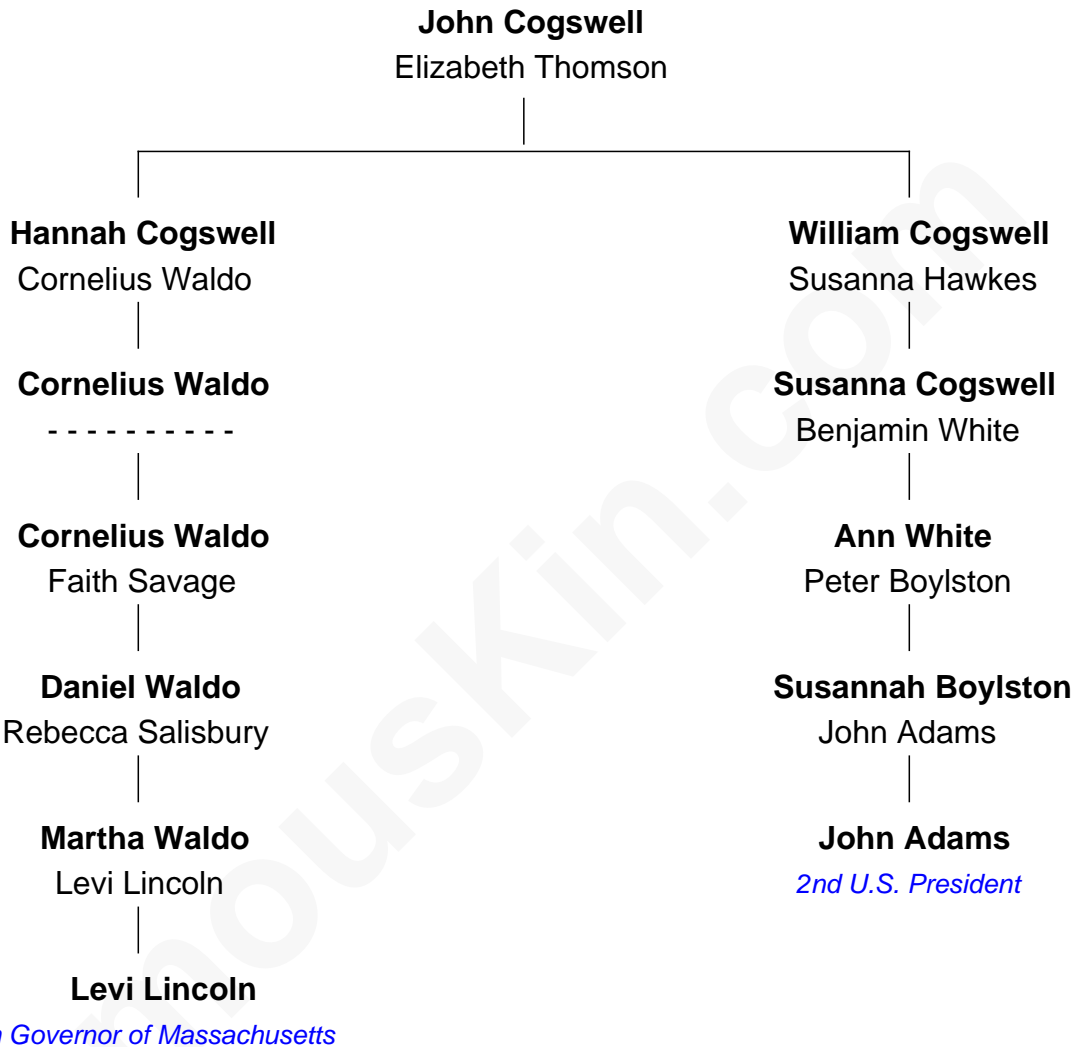 John Cogswell
Elizabeth Thomson
Hannah Cogswell
Cornelius Waldo
William Cogswell
Susanna Hawkes
Cornelius Waldo
- - - - - - - - - -
Susanna Cogswell
Benjamin White
Cornelius Waldo
Faith Savage
Ann White
Peter Boylston
Daniel Waldo
Rebecca Salisbury
Susannah Boylston
John Adams
Martha Waldo
Levi Lincoln
John Adams
2nd U.S. President
Levi Lincoln
Governor of Massachusetts
mousKin.com